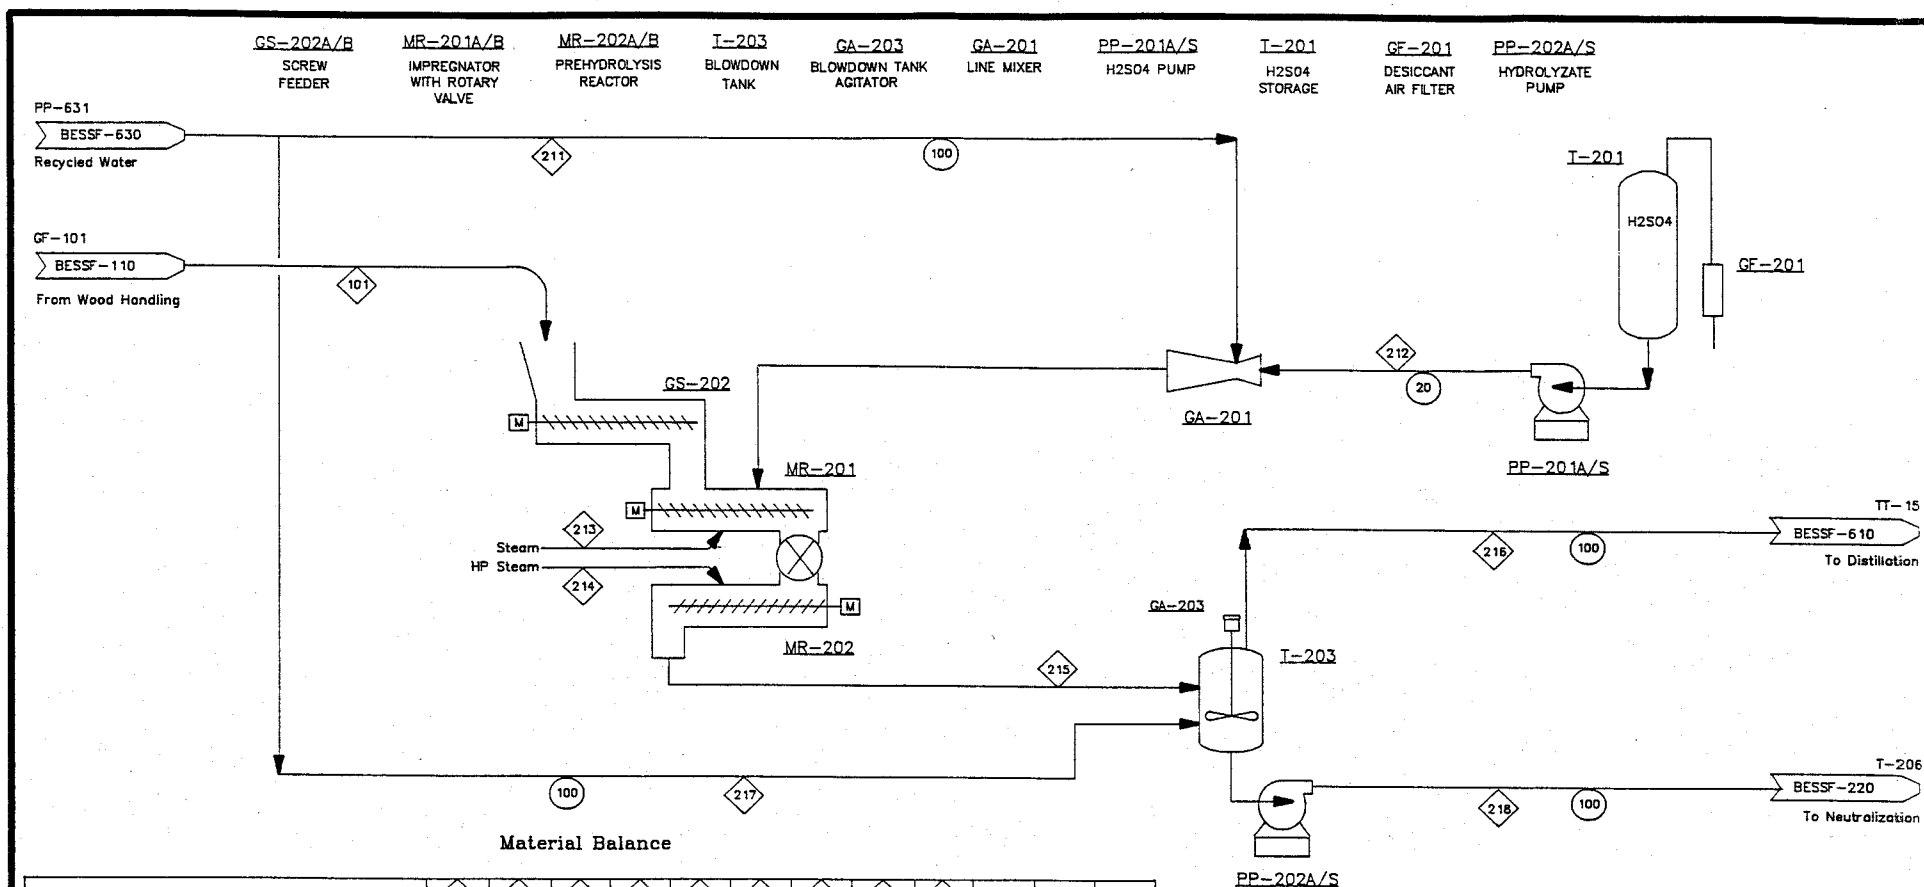 GS-202A/B MR-201A/B MR-202A/B T-203 GA-203 GA-201 PP-201A/S T-201 GF-201 PP-202A/S
SCREW IMPREGNATOR PREHYDROLYSIS BLOWDOWN BLOWDOWN TANK LINE MIXER H2SO4 PUMP H2SO4 DESICCANT HYDROLYZATE
FEEDER WITH ROTARY REACTOR TANK AGITATOR STORAGE AIR FILTER PUMP
VALVE
PP-631
BESSF-630
Recycled Water
211
100
T-201
H2SO4
GF-201
GF-101
BESSF-110
From Wood Handling
101
212
20
GS-202
M
GA-201
PP-201A/S
MR-201
M
213
Steam
HP Steam
214
M
MR-202
TT-15
BESSF-610
To Distillation
216
100
GA-203
T-203
215
100
217
T-206
BESSF-220
To Neutralization
218
100
PP-202A/S
Material Balance